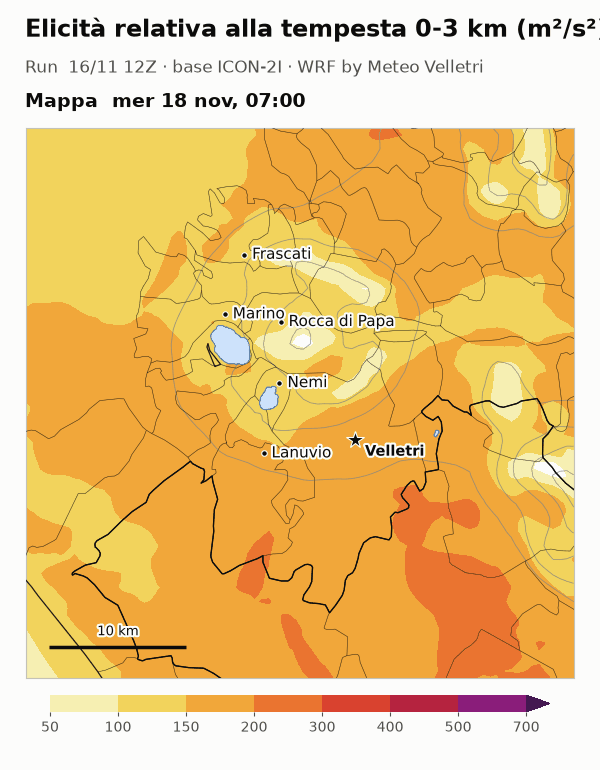 Elicità relativa alla tempesta 0-3 km (m²/s²)
Run  16/11 12Z · base ICON-2I · WRF by Meteo Velletri
Mappa  mer 18 nov, 07:00
Frascati
Marino
Rocca di Papa
Nemi
Velletri
Lanuvio
10 km
50 100 150 200 300 400 500 700